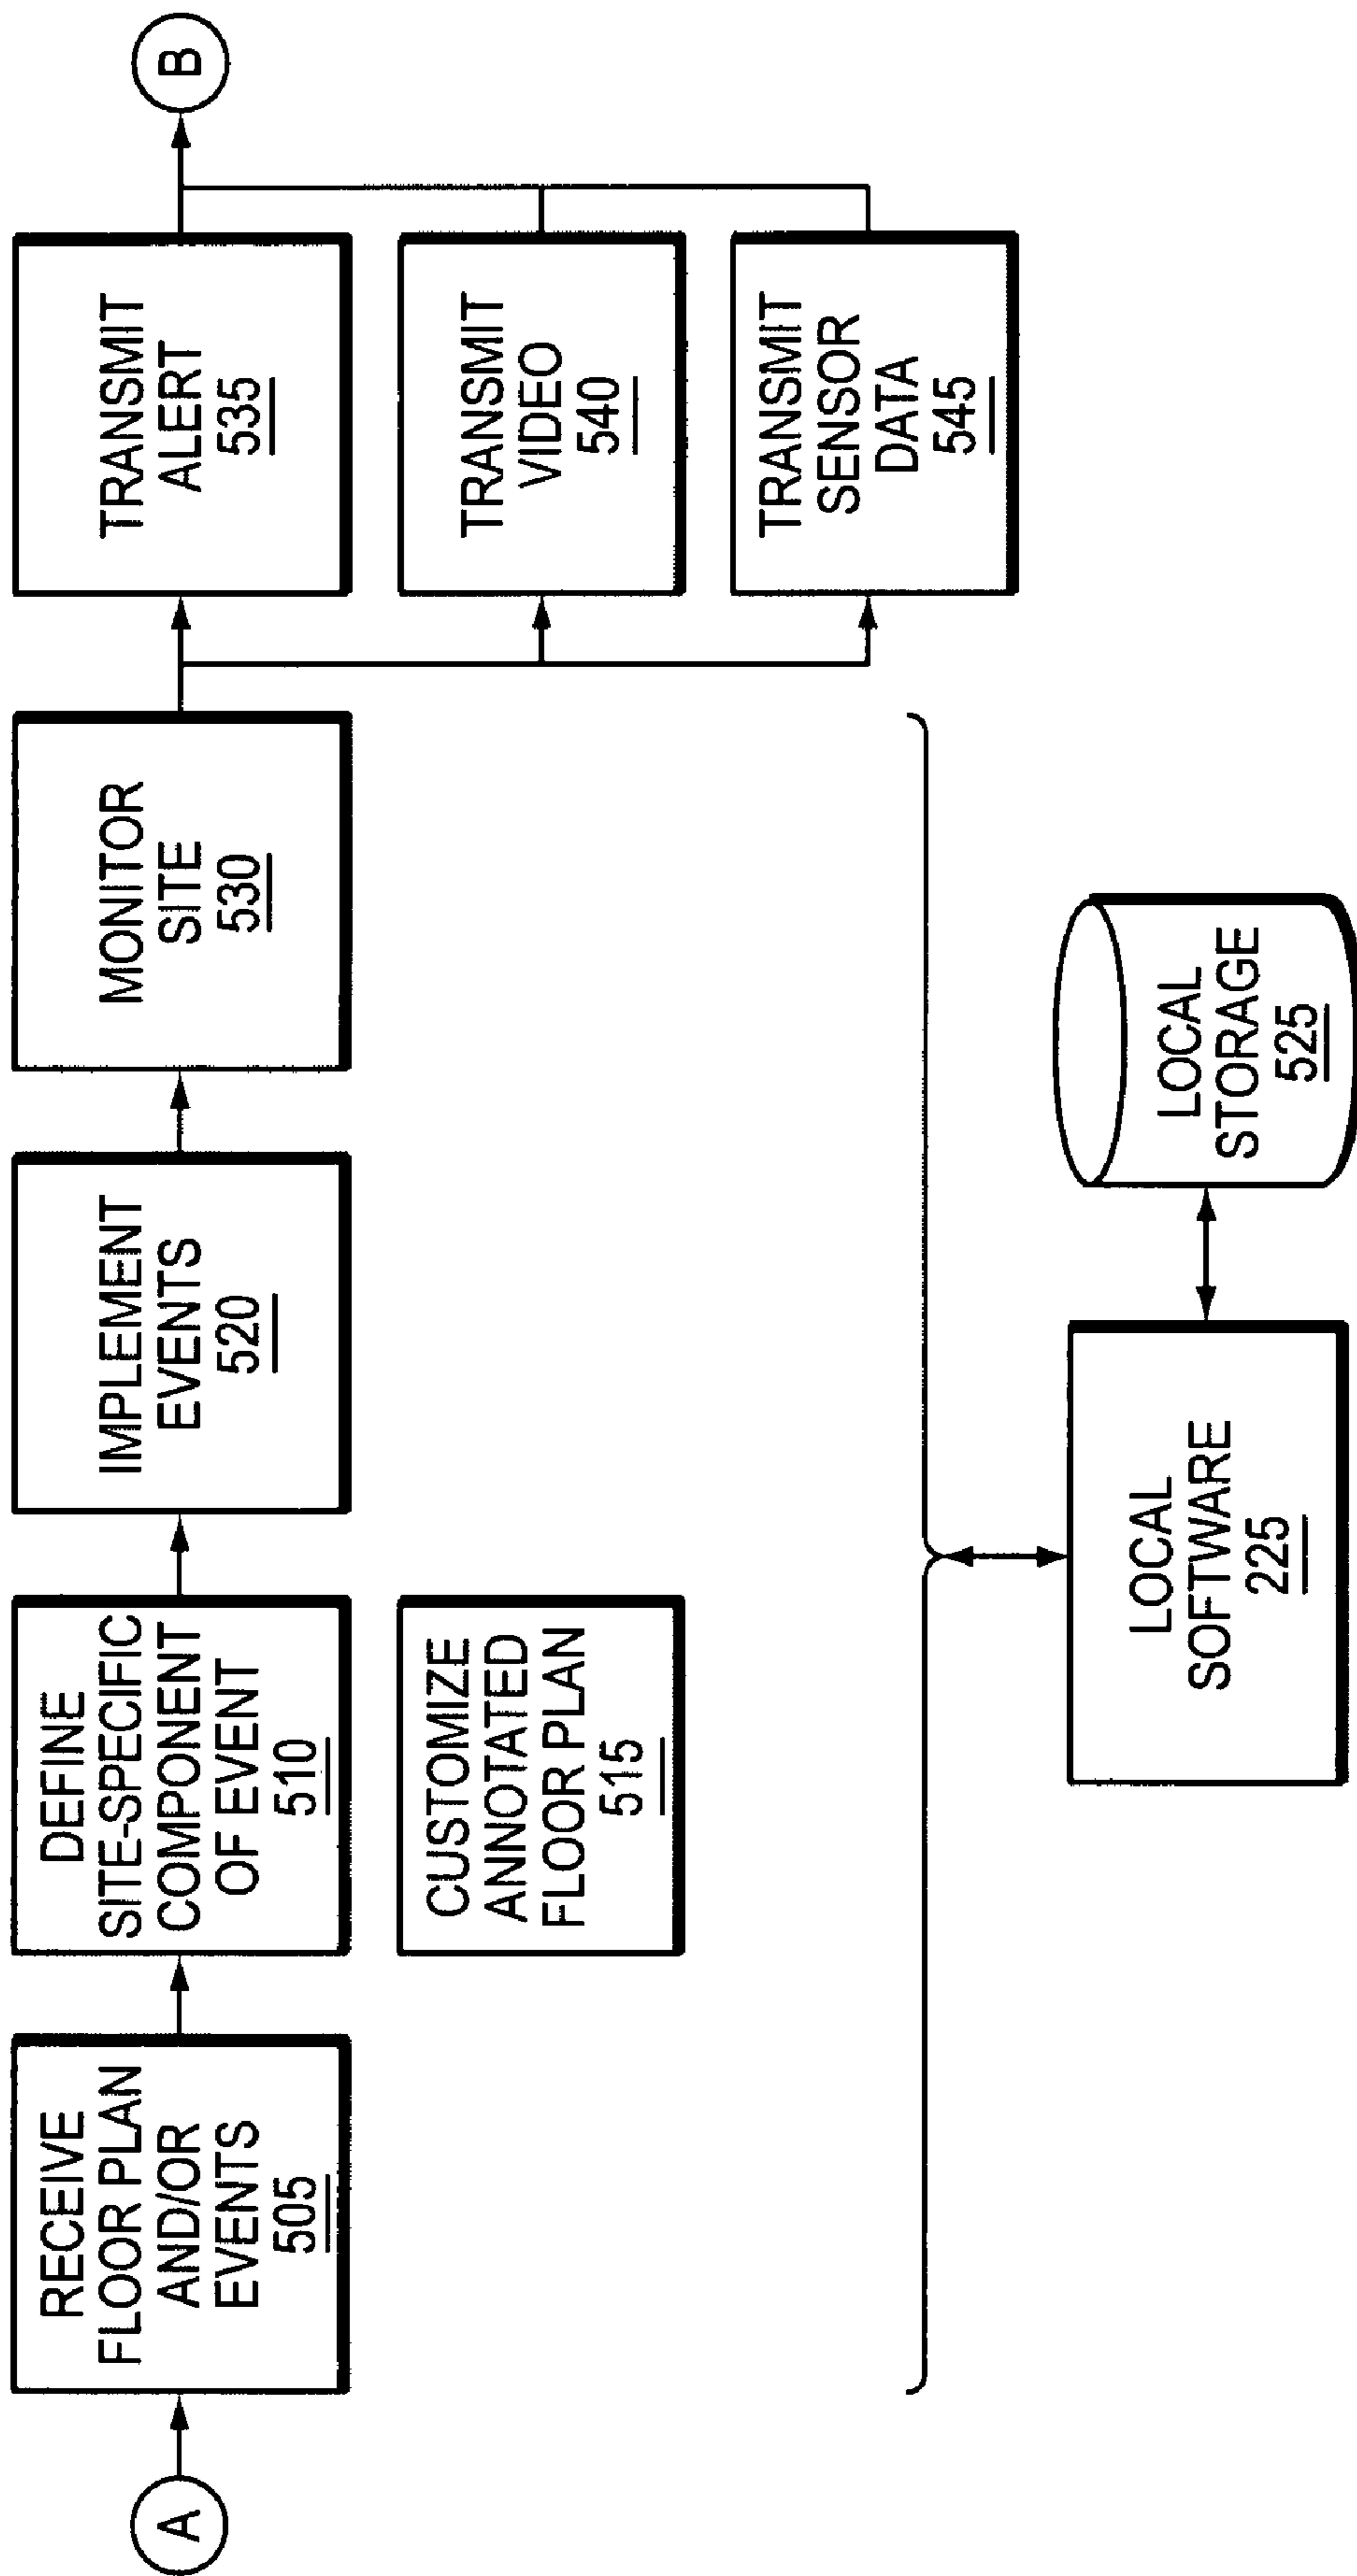 A
RECEIVE
FLOOR PLAN
AND/OR
EVENTS
505
DEFINE
SITE-SPECIFIC
COMPONENT
OF EVENT
510
CUSTOMIZE
ANNOTATED
FLOOR PLAN
515
IMPLEMENT
EVENTS
520
MONITOR
SITE
530
TRANSMIT
ALERT
535
TRANSMIT
VIDEO
540
TRANSMIT
SENSOR
DATA
545
B
LOCAL
SOFTWARE
225
LOCAL
STORAGE
525